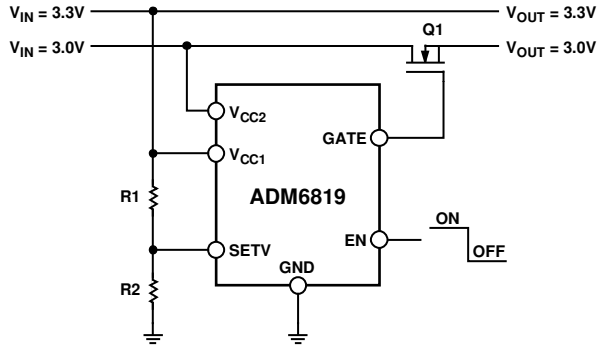 VIN = 3.3V
VOUT = 3.3V
VIN = 3.0V
Q1
VOUT = 3.0V
VCC2
GATE
VCC1
R1
ADM6819
ON
EN
SETV
OFF
GND
R2